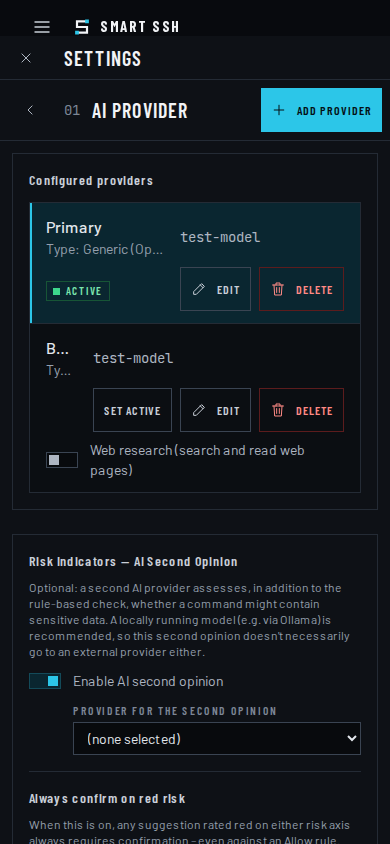 SMART SSH
SETTINGS
01 AI PROVIDER
ADD PROVIDER
Configured providers
Primary
Type: Generic (Op...
test-model
ACTIVE
EDIT
DELETE
B...
Ty...
test-model
SET ACTIVE
EDIT
DELETE
Web research (search and read web
pages)
Risk Indicators — AI Second Opinion
Optional: a second AI provider assesses, in addition to the
rule-based check, whether a command might contain
sensitive data. A locally running model (e.g. via Ollama) is
recommended, so this second opinion doesn't necessarily
go to an external provider either.
Enable AI second opinion
PROVIDER FOR THE SECOND OPINION
(none selected)
Always confirm on red risk
When this is on, any suggestion rated red on either risk axis
always requires confirmation - even against an Allow rule